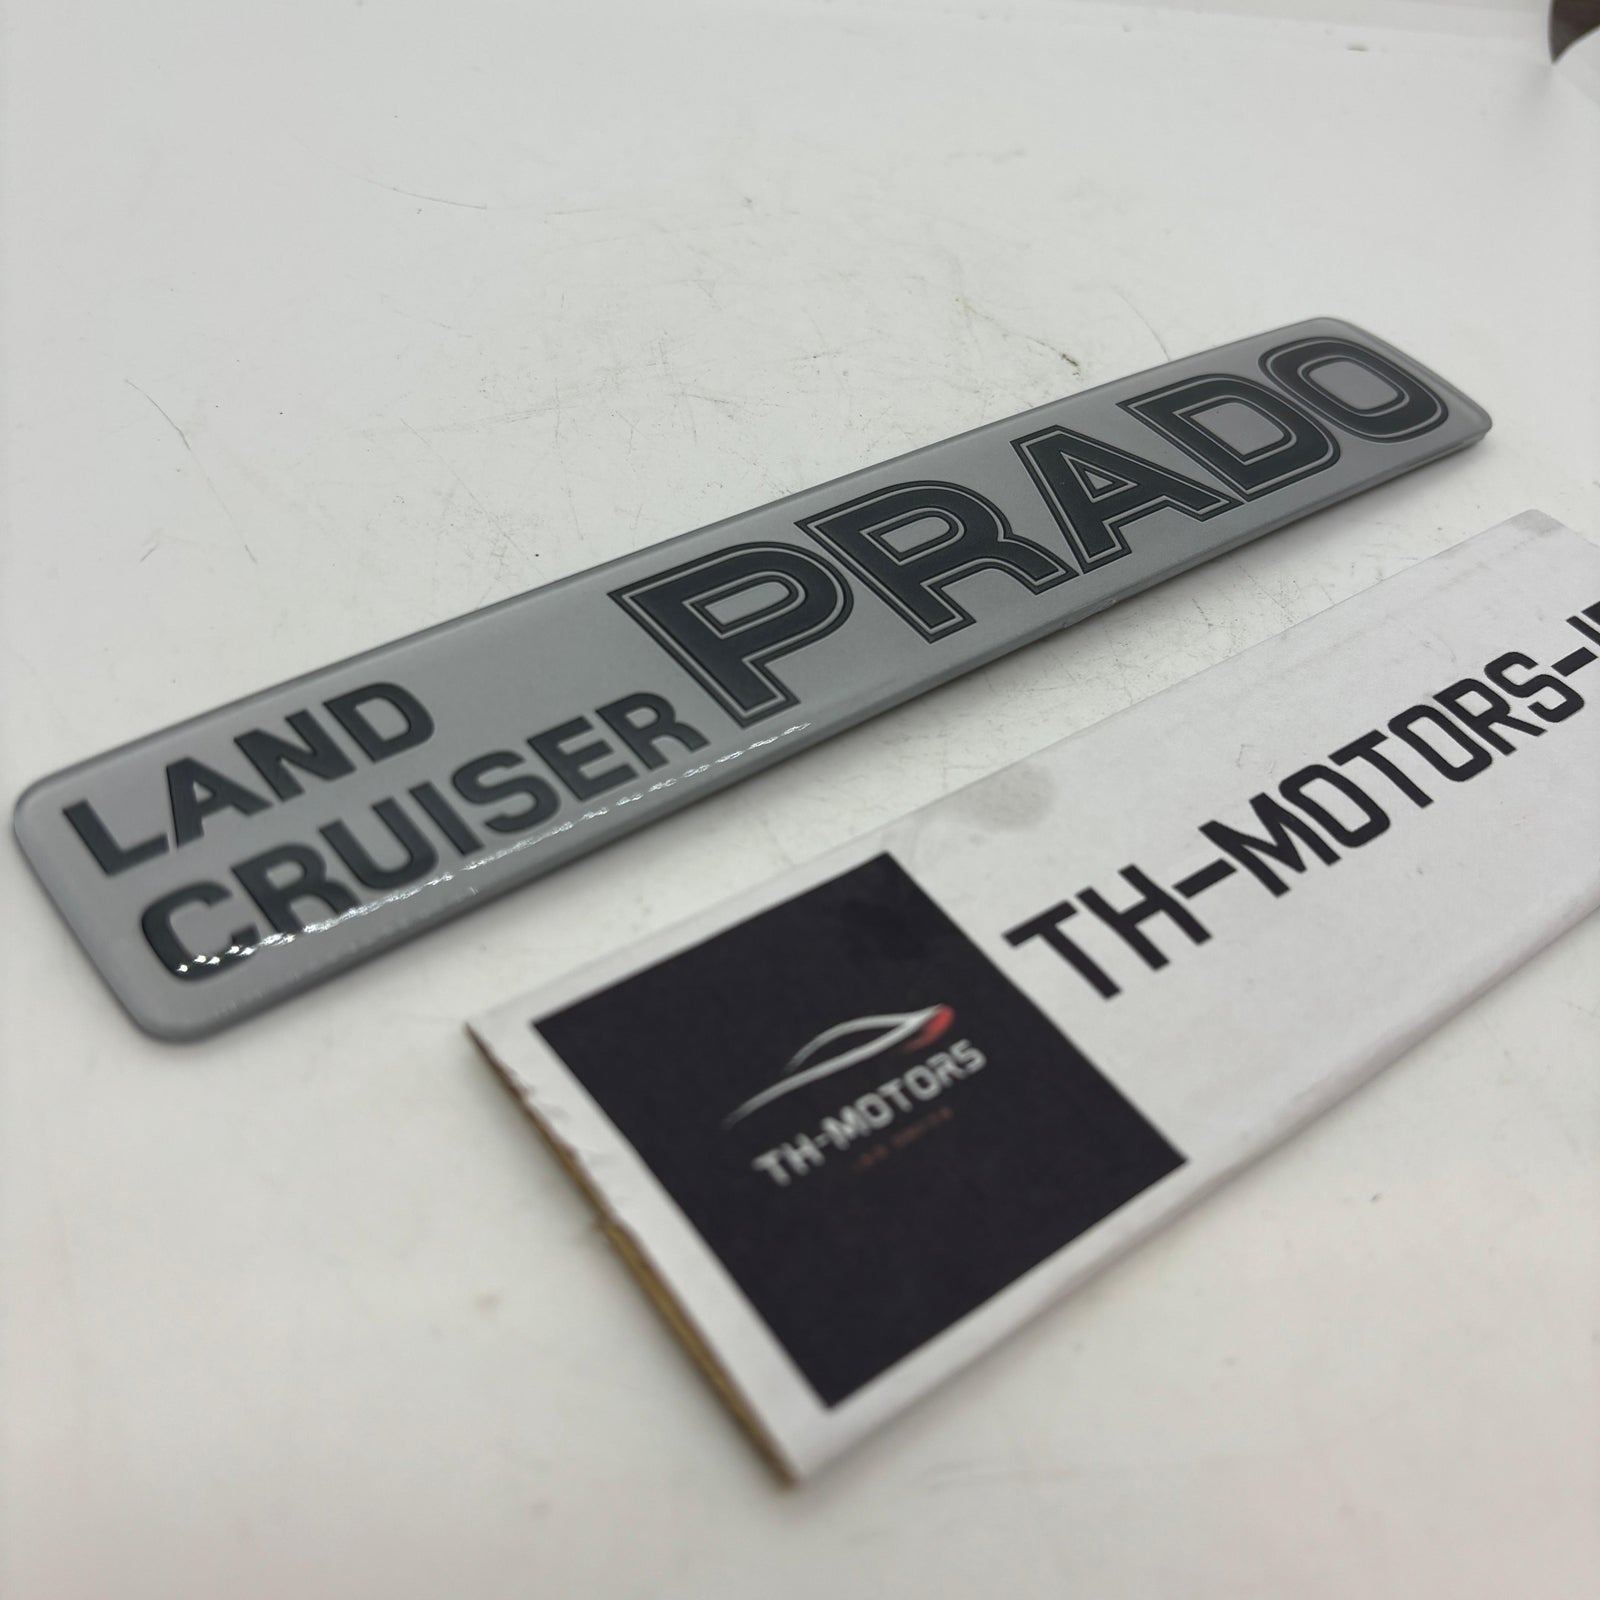 LAND
CRUISER PRADO
TH-MOTORS-
TH-MOTORS